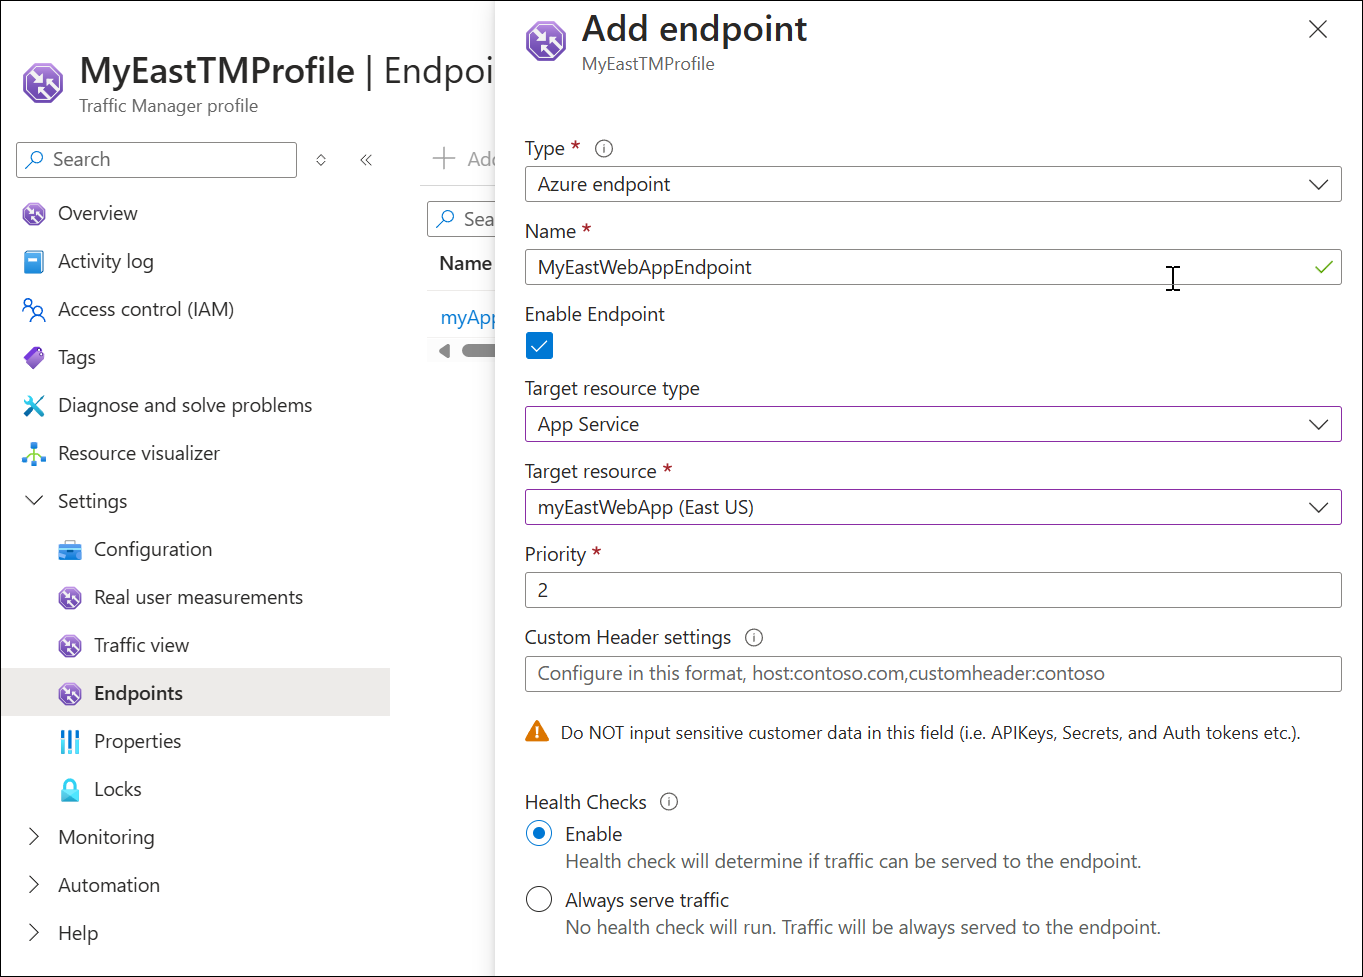 MyEastTMProfile | Endpoi
Traffic Manager profile
Search
Overview
Activity log
Access control (IAM)
Tags
Diagnose and solve problems
Resource visualizer
Settings
Configuration
Real user measurements
Traffic view
Endpoints
Properties
Locks
Monitoring
Automation
Help
Add
Sea
Name
myApp
Add endpoint
MyEastTMProfile
Type *
Azure endpoint
Name *
MyEastWebAppEndpoint
Enable Endpoint
Target resource type
App Service
Target resource *
myEastWebApp (East US)
Priority *
2
Custom Header settings
Configure in this format, host:contoso.com,customheader:contoso
Do NOT input sensitive customer data in this field (i.e. APIKeys, Secrets, and Auth tokens etc.).
Health Checks
Enable
Health check will determine if traffic can be served to the endpoint.
Always serve traffic
No health check will run. Traffic will be always served to the endpoint.